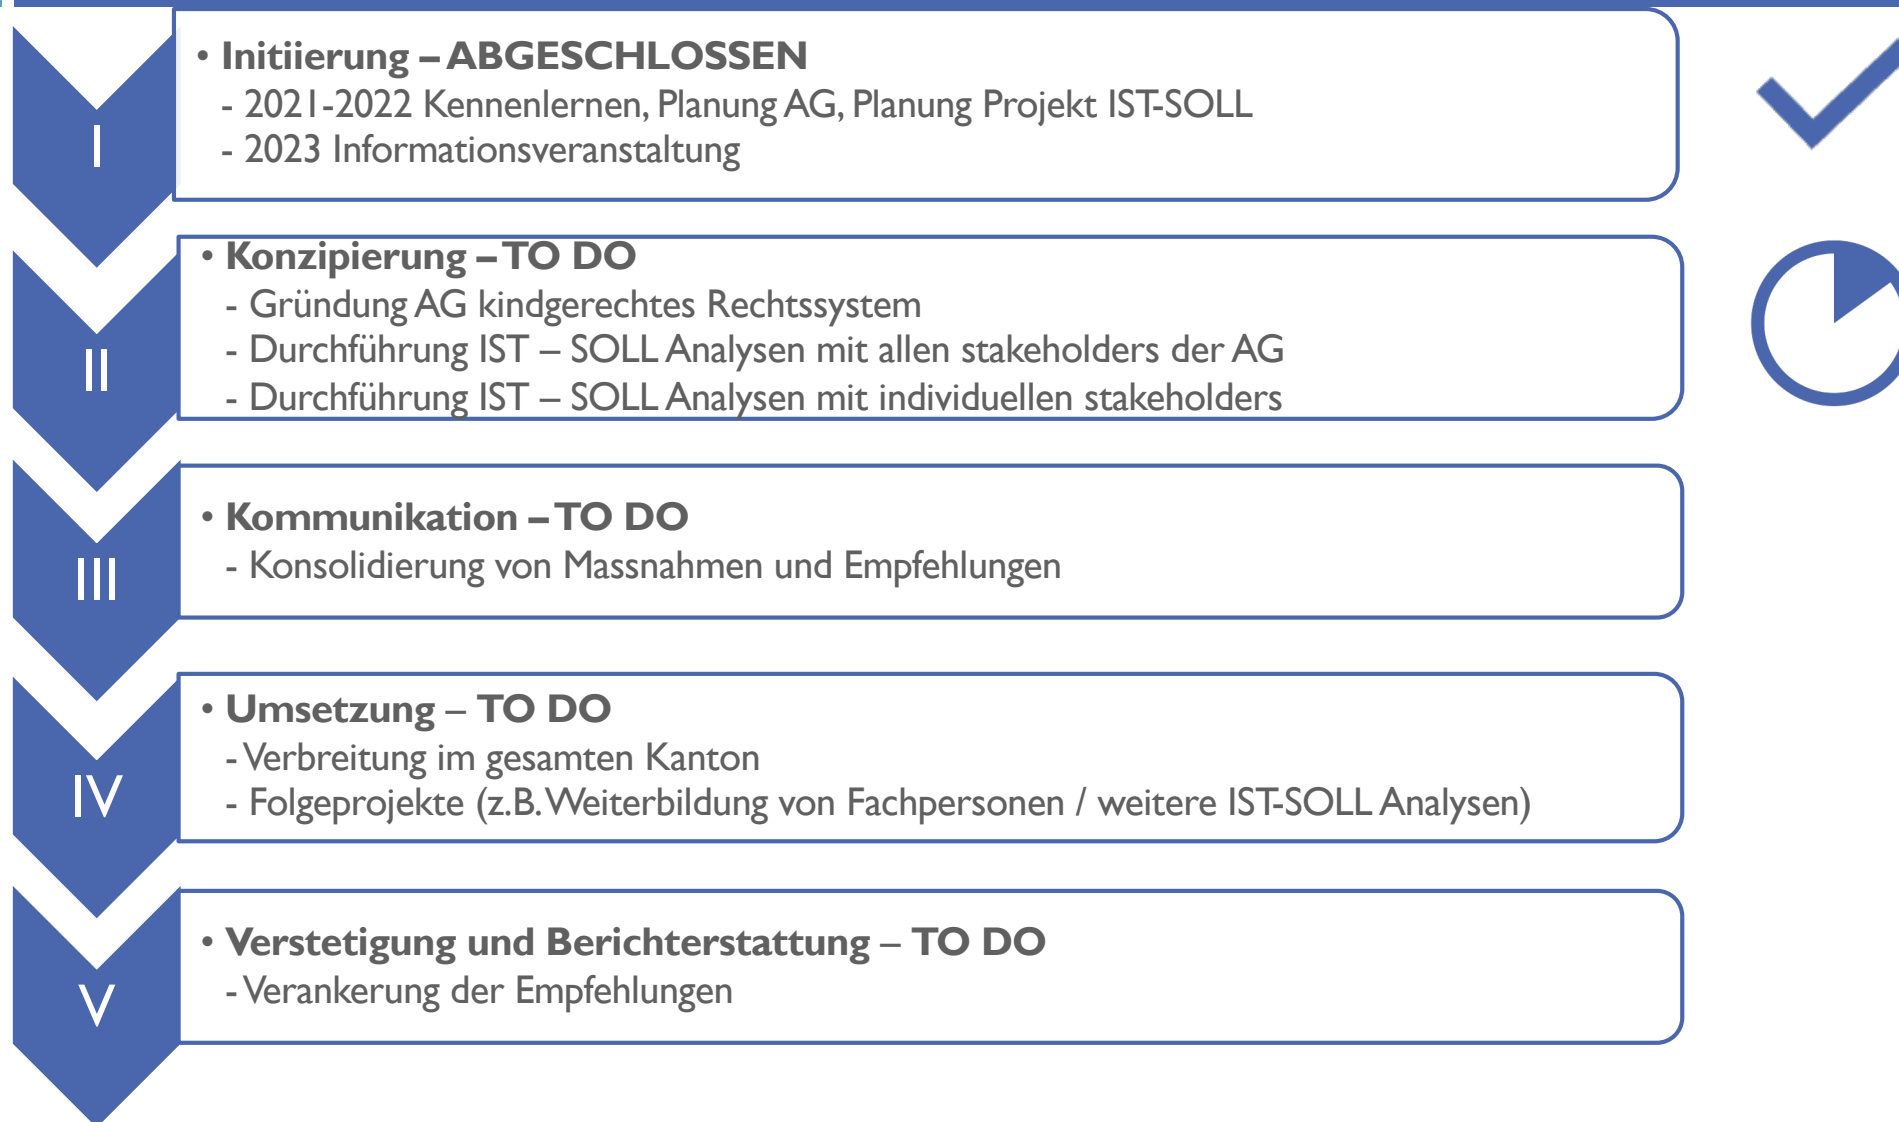 I
• Initiierung – ABGESCHLOSSEN
- 2021-2022 Kennenlernen, Planung AG, Planung Projekt IST-SOLL
- 2023 Informationsveranstaltung
II
• Konzipierung – TO DO
- Gründung AG kindgerechtes Rechtssystem
- Durchführung IST – SOLL Analysen mit allen stakeholders der AG
- Durchführung IST – SOLL Analysen mit individuellen stakeholders
III
• Kommunikation – TO DO
- Konsolidierung von Massnahmen und Empfehlungen
IV
• Umsetzung – TO DO
- Verbreitung im gesamten Kanton
- Folgeprojekte (z.B. Weiterbildung von Fachpersonen / weitere IST-SOLL Analysen)
V
• Verstetigung und Berichterstattung – TO DO
- Verankerung der Empfehlungen